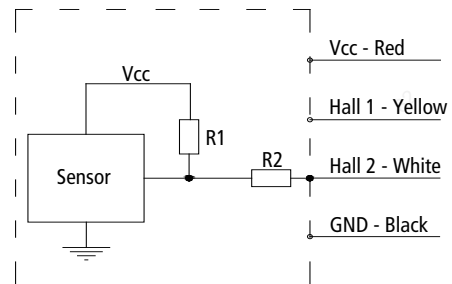 Vcc - Red
Vcc
Hall 1 - Yellow
R1
R2
Hall 2 - White
Sensor
GND - Black